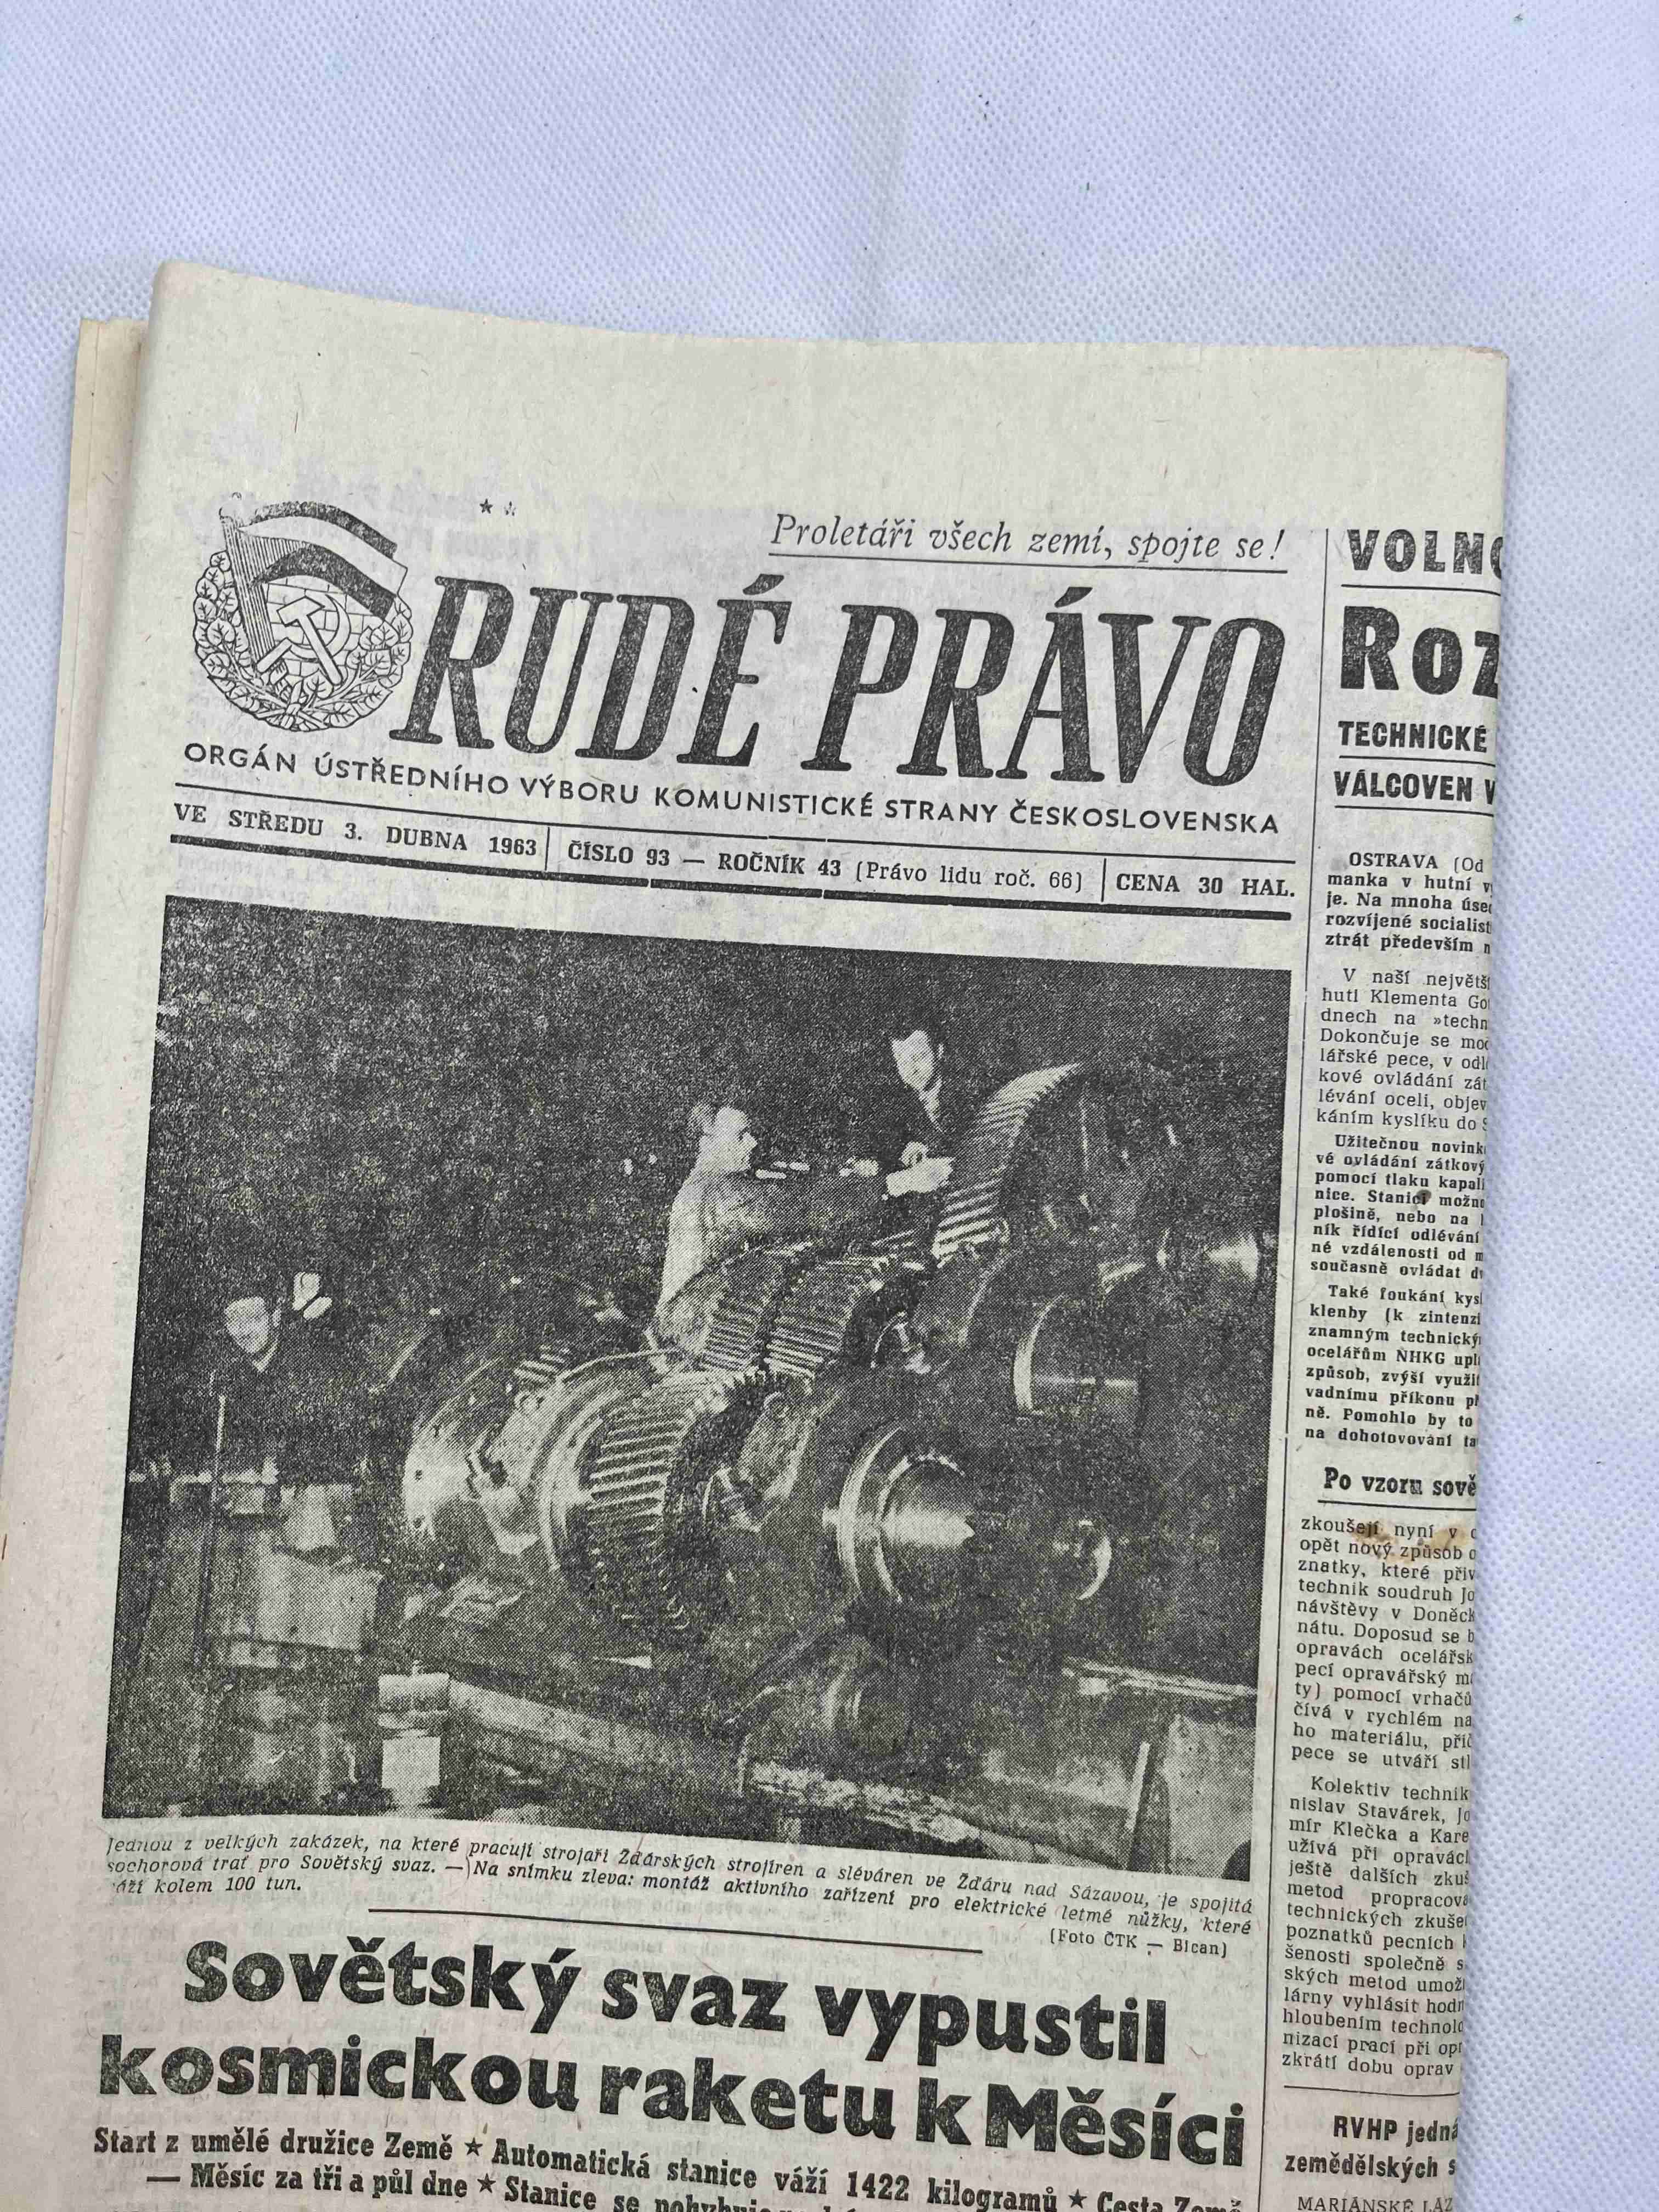 Proletáři všech zemí, spojte se!
RUDÉ PRÁVO
ORGÁN ÚSTŘEDNÍHO VÝBORU KOMUNISTICKÉ STRANY ČESKOSLOVENSKA
VE STŘEDU 3. DUBNA 1963 ČÍSLO 93 — ROČNÍK 43 (Právo lidu roč. 66) CENA 30 HAL.
Jednou z velkých zakázek, na které pracují strojaři Žďárských strojíren a sléváren ve Žďáru nad Sázavou, je spojitá
sochorová trať pro Sovětský svaz. — Na snímku zleva: montáž aktivního zařízení pro elektrické letmé nůžky, které
váží kolem 100 tun.
(Foto ČTK — Bican)
Sovětský svaz vypustil
kosmickou raketu k Měsíci
Start z umělé družice Země ★ Automatická stanice váží 1422 kilogramů ★ Cesta Země
— Měsíc za tři a půl dne ★ Stanice se pohybuje
VOLNO
Roz
TECHNICKÉ
VÁLCOVEN V
OSTRAVA (Od
manka v hutní v
je. Na mnoha úse
rozvíjené socialist
ztrát především n
V naší největš
huti Klementa Go
dnech na »techn
Dokončuje se mo
lářské pece, v odl
kové ovládání zát
lévání oceli, objev
káním kyslíku do S
Užitečnou novink
vé ovládání zátkový
pomocí tlaku kapali
nice. Stanici možno
plošině, nebo na
ník řídící odlévání
né vzdálenosti od m
současně ovládat d
Také foukání kys
klenby (k zintenzi
znamným technický
ocelářům NHKG upl
způsob, zvýší využit
vadnímu příkonu p
ně. Pomohlo by to
na dohotovování ta
Po vzoru sově
zkoušejí nyní v
opět nový způsob o
znatky, které přiv
technik soudruh Jo
návštěvy v Doněck
nátu. Doposud se b
opravách ocelářsk
pecí opravářský m
ty) pomocí vrhačů
čívá v rychlém na
ho materiálu, přič
pece se utváří stl
Kolektiv technik
nislav Stavárek, Jo
mír Klečka a Kare
užívá při opravác
ještě dalších zkuš
metod propracova
technických zkuše
poznatků pecních
šenosti společně s
ských metod umož
lárny vyhlásit hodn
hloubením technolo
nizací prací při op
zkrátí dobu oprav
RVHP jedná
zemědělských s
MARIÁNSKÉ LÁZ